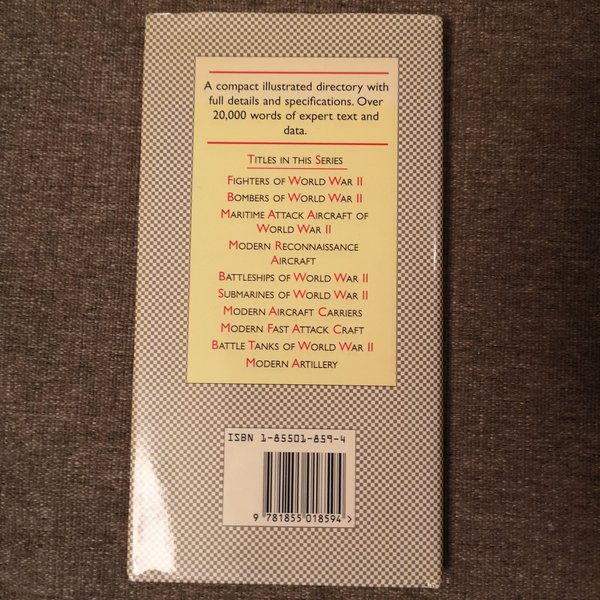 A compact illustrated directory with
full details and specifications. Over
20,000 words of expert text and
data.
TITLES IN THIS SERIES
FIGHTERS OF WORLD WAR II
BOMBERS OF WORLD WAR II
MARITIME ATTACK AIRCRAFT OF
WORLD WAR II
MODERN RECONNAISSANCE
AIRCRAFT
BATTLESHIPS OF WORLD WAR II
SUBMARINES OF WORLD WAR II
MODERN AIRCRAFT CARRIERS
MODERN FAST ATTACK CRAFT
BATTLE TANKS OF WORLD WAR II
MODERN ARTILLERY
ISBN 1-85501-859-4
9 781855 018594 >